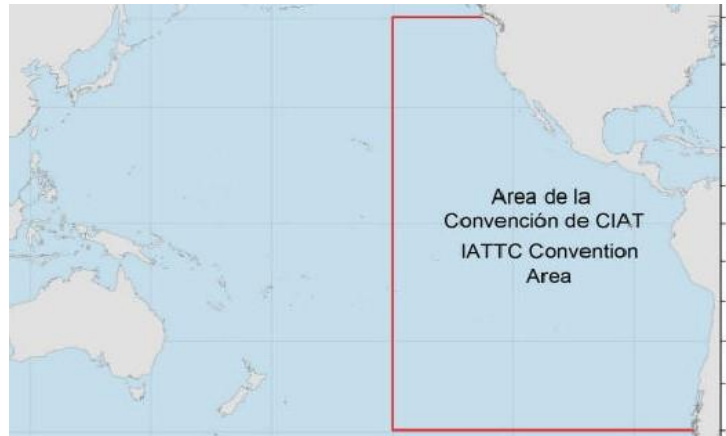 Area de la
Convención de CIAT
IATTC Convention
Area